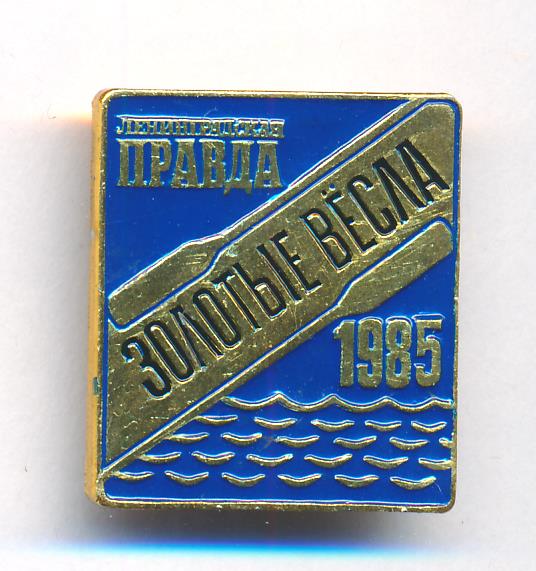 ЛЕНИНГРАДСКАЯ
ПРАВДА
ЗОЛОТЫЕ ВЁСЛА
1985